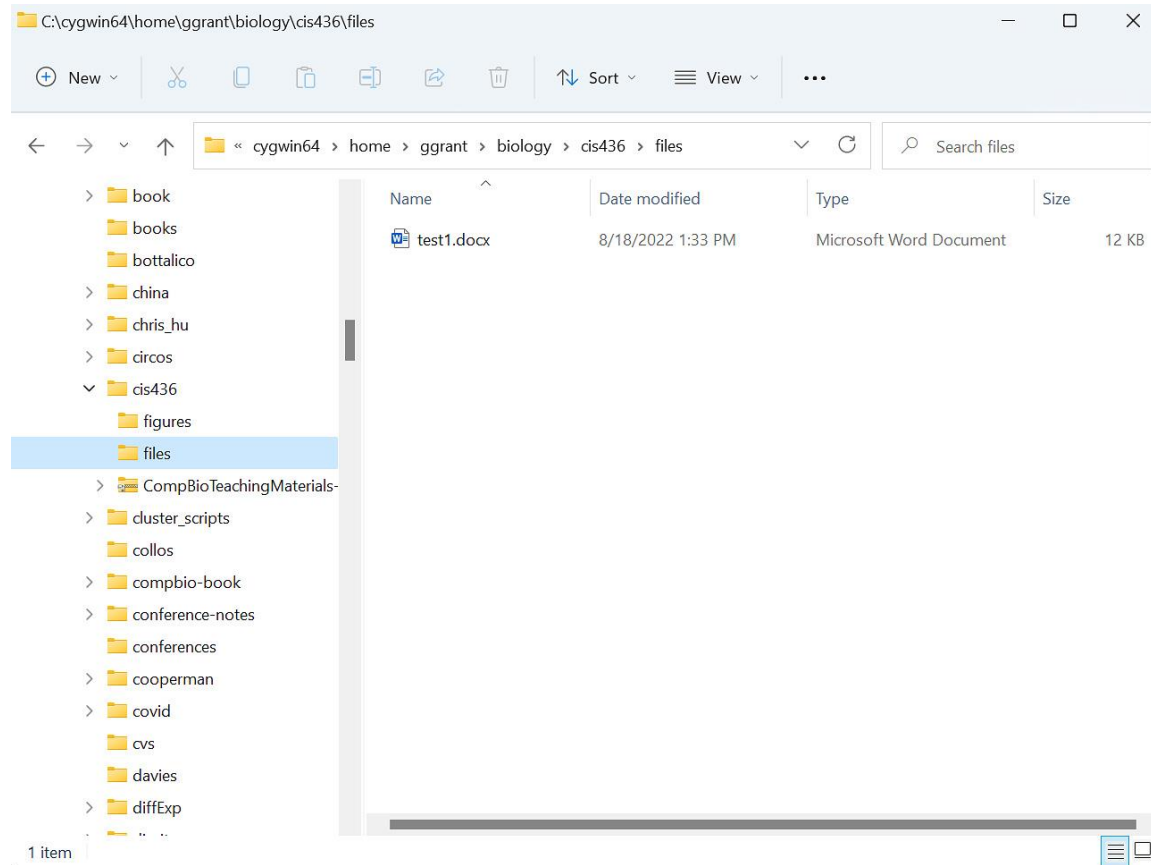 C:\cygwin64\home\ggrant\biology\cis436\files
New Sort View
« cygwin64 > home > ggrant > biology > cis436 > files Search files
book
books
bottalico
china
chris_hu
circos
cis436
figures
files
CompBioTeachingMaterials-
cluster_scripts
collos
compbio-book
conference-notes
conferences
cooperman
covid
cvs
davies
diffExp
Name Date modified Type Size
test1.docx 8/18/2022 1:33 PM Microsoft Word Document 12 KB
1 item